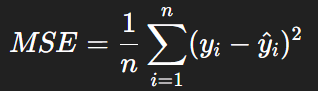 MSE = \frac{1}{n} \sum_{i=1}^{n} (y_i - \hat{y}_i)^2